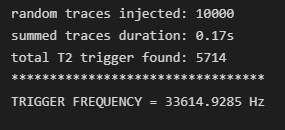 random traces injected: 10000
summed traces duration: 0.17s
total T2 trigger found: 5714
*********************************
TRIGGER FREQUENCY = 33614.9285 Hz